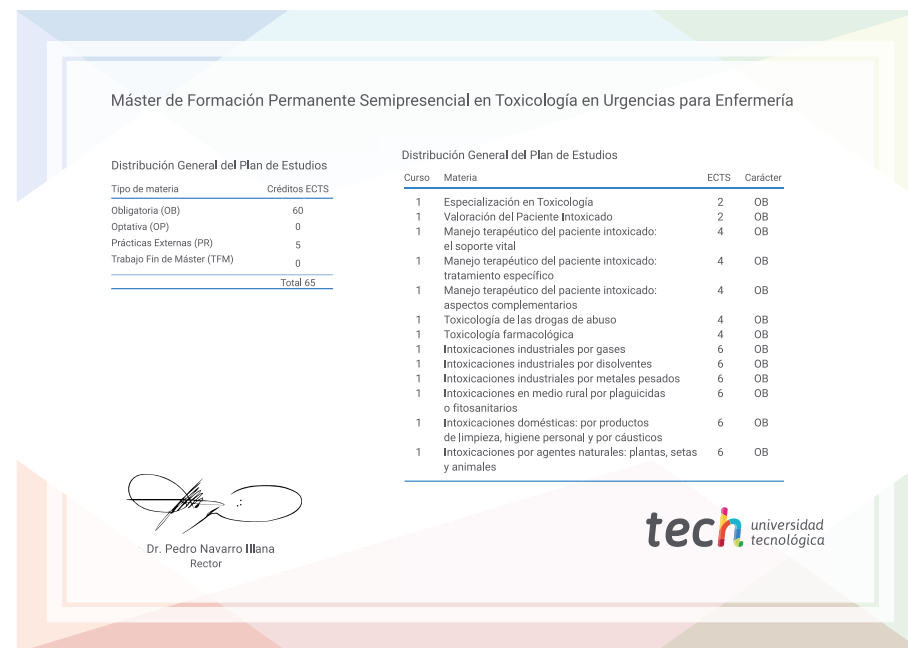 Máster de Formación Permanente Semipresencial en Toxicología en Urgencias para Enfermería
Distribución General del Plan de Estudios
Tipo de materia Créditos ECTS
Obligatoria (OB) 60
Optativa (OP) 0
Prácticas Externas (PR) 5
Trabajo Fin de Máster (TFM) 0
Total 65
Distribución General del Plan de Estudios
Curso Materia ECTS Carácter
1 Especialización en Toxicología 2 OB
1 Valoración del Paciente Intoxicado 2 OB
1 Manejo terapéutico del paciente intoxicado: 4 OB
el soporte vital
1 Manejo terapéutico del paciente intoxicado: 4 OB
tratamiento específico
1 Manejo terapéutico del paciente intoxicado: 4 OB
aspectos complementarios
1 Toxicología de las drogas de abuso 4 OB
1 Toxicología farmacológica 4 OB
1 Intoxicaciones industriales por gases 6 OB
1 Intoxicaciones industriales por disolventes 6 OB
1 Intoxicaciones industriales por metales pesados 6 OB
1 Intoxicaciones en medio rural por plaguicidas 6 OB
o fitosanitarios
1 Intoxicaciones domésticas: por productos 6 OB
de limpieza, higiene personal y por cáusticos
1 Intoxicaciones por agentes naturales: plantas, setas 6 OB
y animales
Dr. Pedro Navarro Illana
Rector
tech universidad
tecnológica